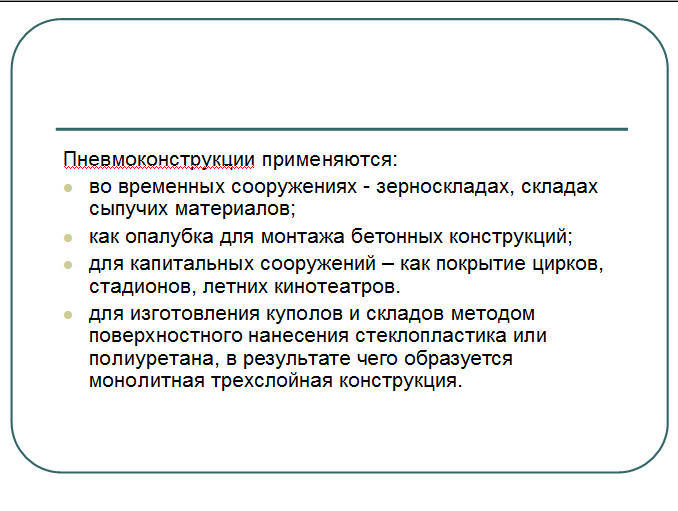 Пневмоконструкции применяются:
во временных сооружениях - зерноскладах, складах
сыпучих материалов;
как опалубка для монтажа бетонных конструкций;
для капитальных сооружений – как покрытие цирков,
стадионов, летних кинотеатров.
для изготовления куполов и складов методом
поверхностного нанесения стеклопластика или
полиуретана, в результате чего образуется
монолитная трехслойная конструкция.